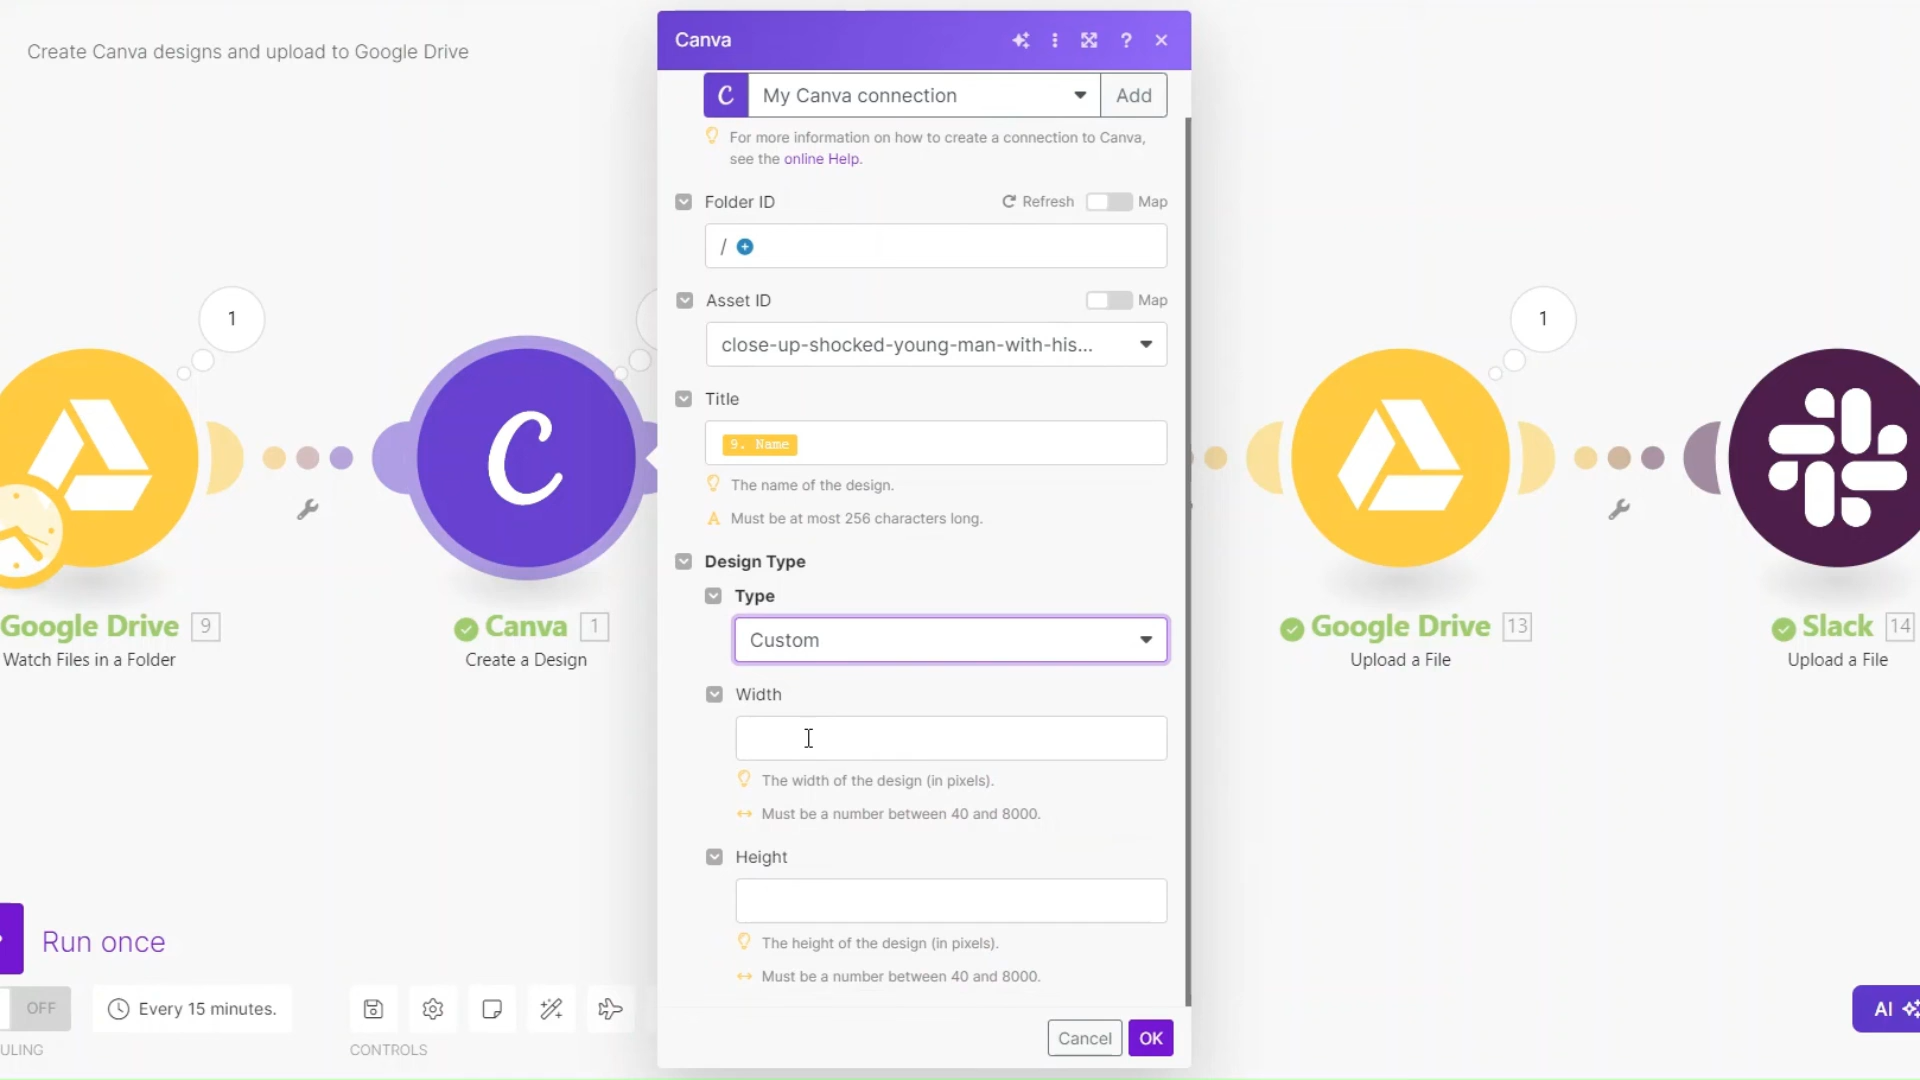 Create Canva designs and upload to Google Drive
Canva
?
C
My Canva connection
Add
For more information on how to create a connection to Canva,
see the online Help.
Folder ID
Refresh
Map
/
Asset ID
Map
close-up-shocked-young-man-with-his...
Title
9. Name
The name of the design.
A Must be at most 256 characters long.
Design Type
Type
Custom
Width
The width of the design (in pixels).
Must be a number between 40 and 8000.
Height
The height of the design (in pixels).
Must be a number between 40 and 8000.
Cancel
OK
1
Google Drive 9
Watch Files in a Folder
C
Canva 1
Create a Design
1
Google Drive 13
Upload a File
Slack 14
Upload a File
Run once
OFF
Every 15 minutes.
ULING
CONTROLS
AI